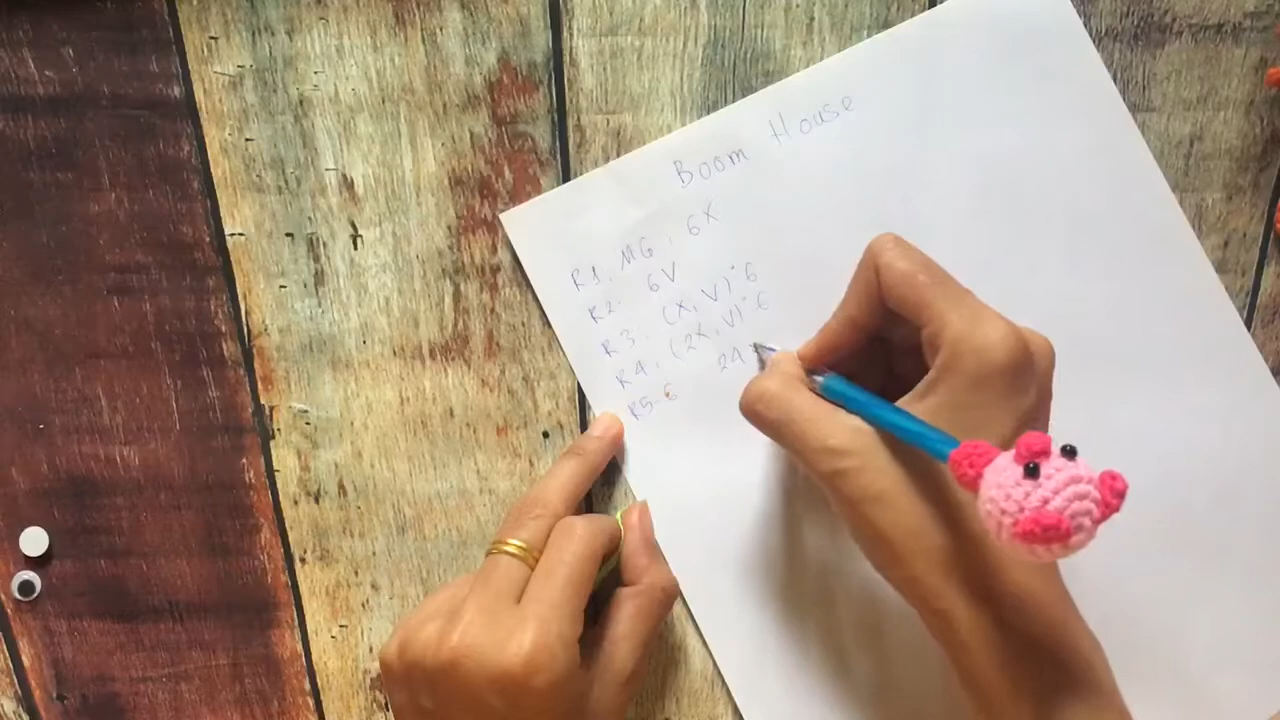 Boom House
R1. MG, 6X
R2. 6V
R3. (X, V)*6
R4. (2X, V)*6
R5-6 24